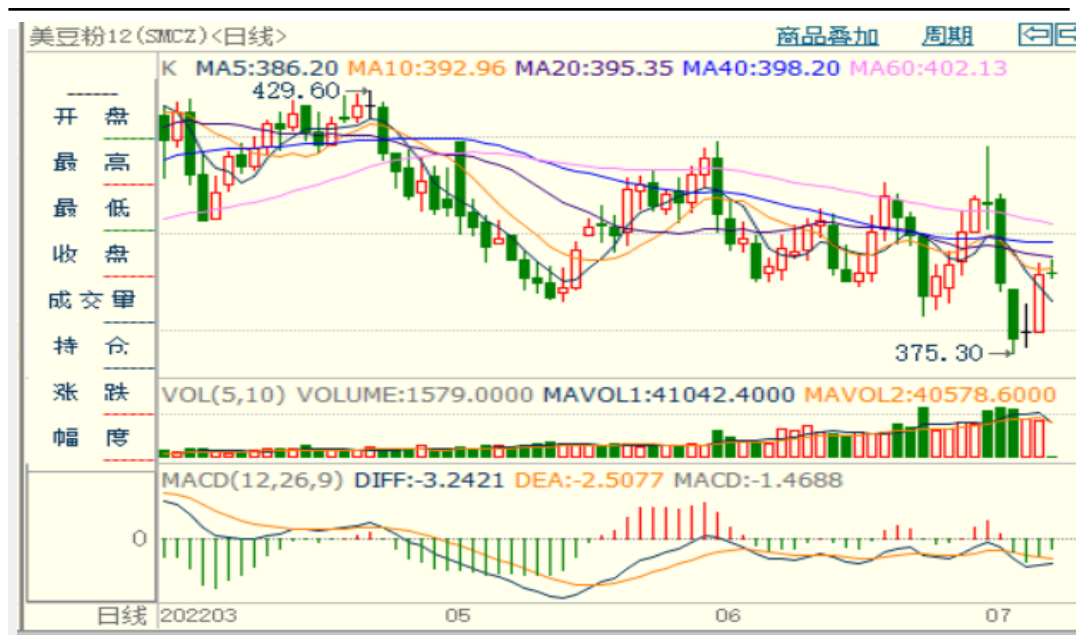 美豆粉12(SMCZ)<日线> 商品叠加 周期
K MA5:386.20 MA10:392.96 MA20:395.35 MA40:398.20 MA60:402.13
429.60
开盘
最高
最低
收盘
成交量
持仓
涨跌
幅度
375.30
VOL(5,10) VOLUME:1579.0000 MAVOL1:41042.4000 MAVOL2:40578.6000
MACD(12,26,9) DIFF:-3.2421 DEA:-2.5077 MACD:-1.4688
0
日线 202203 05 06 07